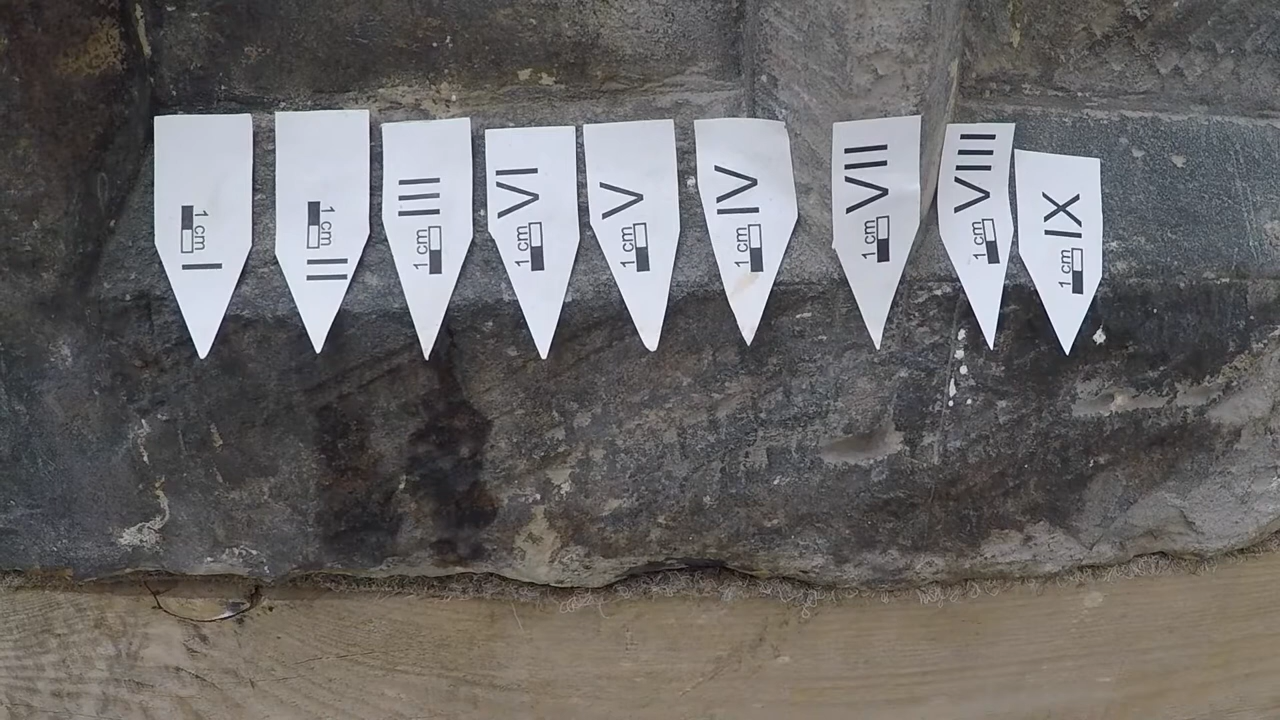 1 cm I
1 cm II
1 cm III
1 cm VI
1 cm V
1 cm IV
1 cm VII
1 cm VIII
1 cm IX